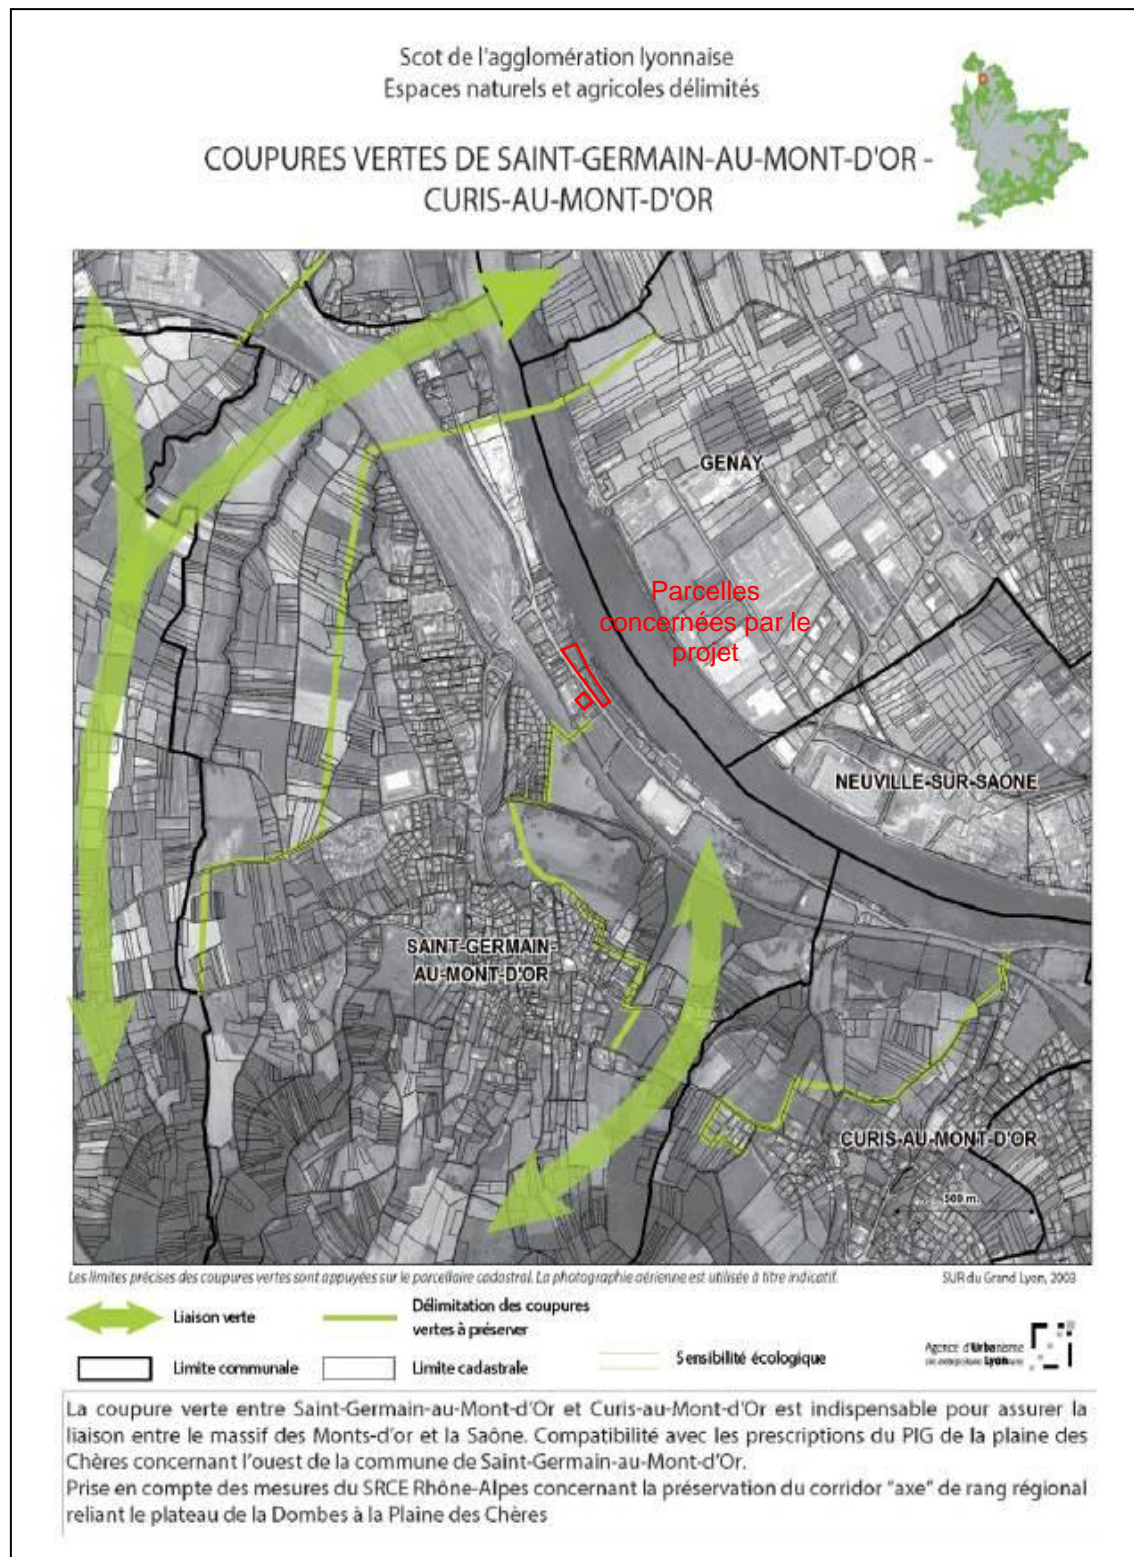 Scot de l'agglomération lyonnaise
Espaces naturels et agricoles délimités
COUPURES VERTES DE SAINT-GERMAIN-AU-MONT-D'OR -
CURIS-AU-MONT-D'OR
GENAY
Parcelles
concernées par le
projet
NEUVILLE-SUR-SAONE
SAINT-GERMAIN-
AU-MONT-D'OR
CURIS-AU-MONT-D'OR
500 m.
Les limites précises des coupures vertes sont appuyées sur le parcellaire cadastral. La photographie aérienne est utilisée à titre indicatif.
SUR du Grand Lyon, 2003
Liaison verte
Délimitation des coupures
vertes à préserver
Limite communale
Limite cadastrale
Sensibilité écologique
Agence d'Urbanisme
Lyon
La coupure verte entre Saint-Germain-au-Mont-d'Or et Curis-au-Mont-d'Or est indispensable pour assurer la
liaison entre le massif des Monts-d'or et la Saône. Compatibilité avec les prescriptions du PIG de la plaine des
Chères concernant l'ouest de la commune de Saint-Germain-au-Mont-d'Or.
Prise en compte des mesures du SRCE Rhône-Alpes concernant la préservation du corridor "axe" de rang régional
reliant le plateau de la Dombes à la Plaine des Chères